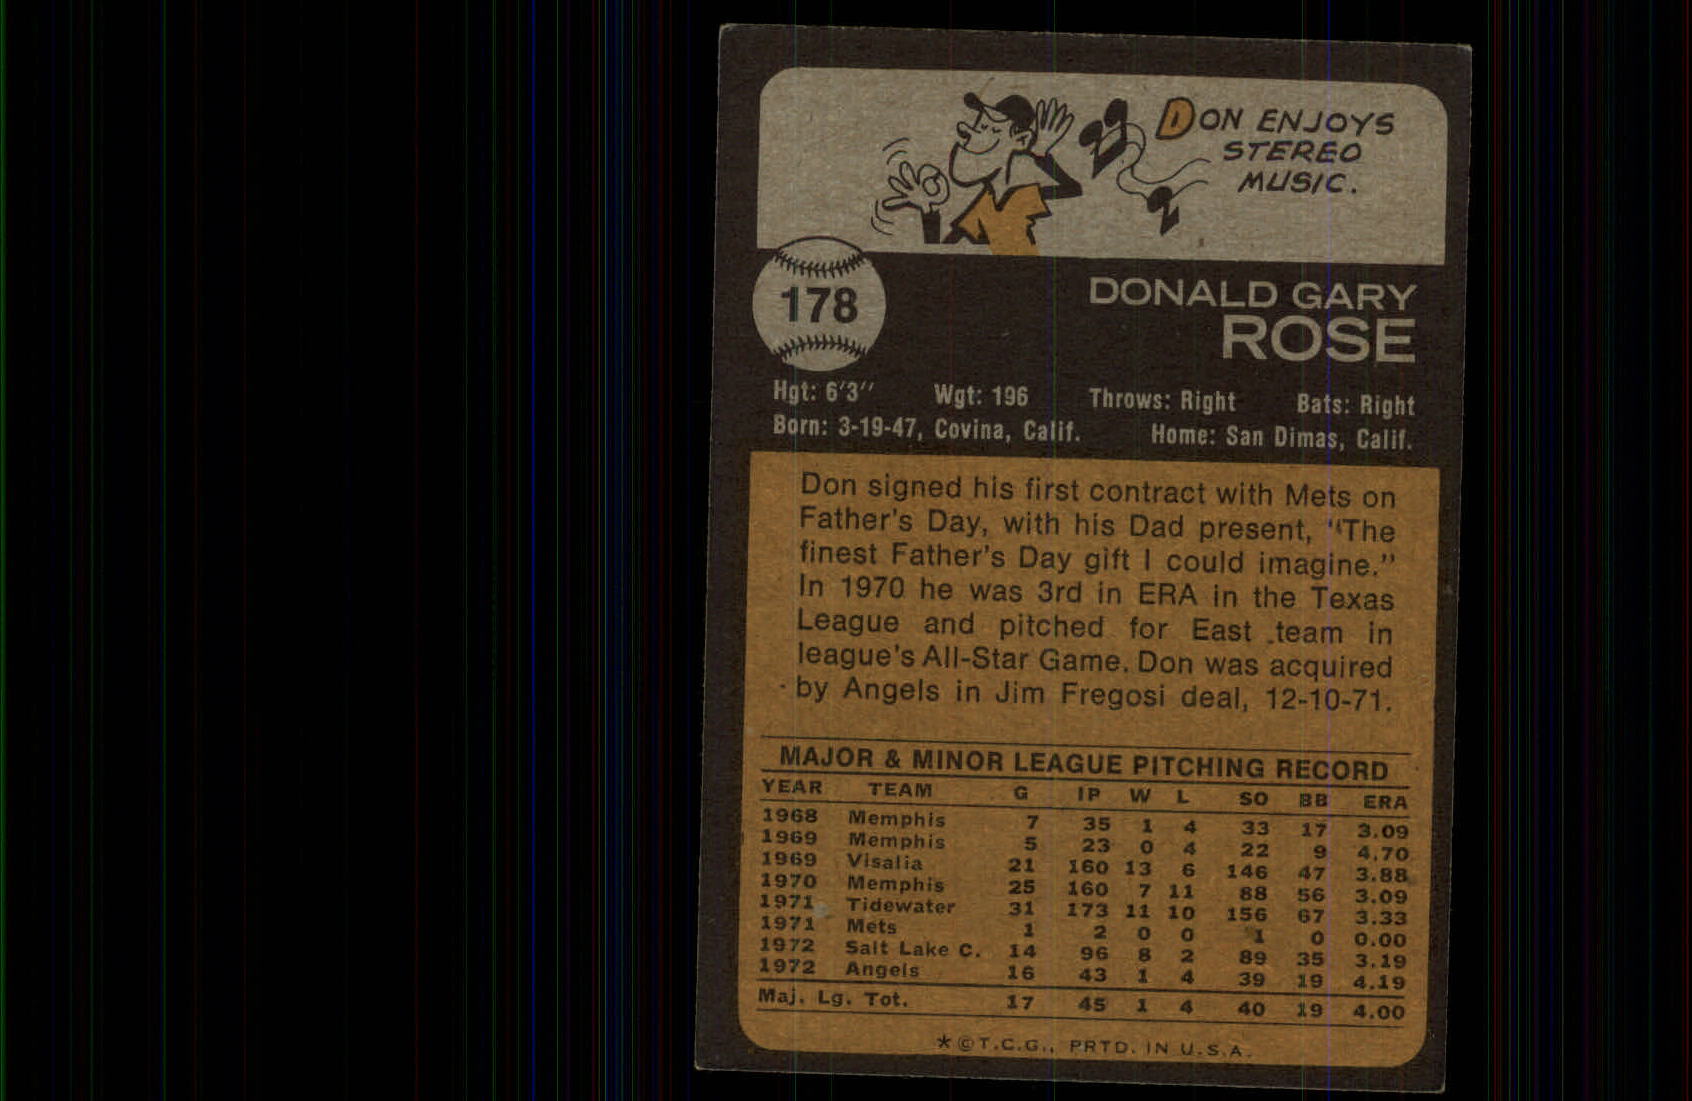 DON ENJOYS
STEREO
MUSIC.
178
DONALD GARY
ROSE
Hgt: 6'3" Wgt: 196 Throws: Right Bats: Right
Born: 3-19-47, Covina, Calif. Home: San Dimas, Calif.
Don signed his first contract with Mets on
Father's Day, with his Dad present, "The
finest Father's Day gift I could imagine."
In 1970 he was 3rd in ERA in the Texas
League and pitched for East team in
league's All-Star Game. Don was acquired
by Angels in Jim Fregosi deal, 12-10-71.
MAJOR & MINOR LEAGUE PITCHING RECORD
YEAR TEAM G IP W L SO BB ERA
1968 Memphis 7 35 1 4 33 17 3.09
1969 Memphis 5 23 0 4 22 9 4.70
1969 Visalia 21 160 13 6 146 47 3.88
1970 Memphis 25 160 7 11 88 56 3.09
1971 Tidewater 31 173 11 10 156 67 3.33
1971 Mets 1 2 0 0 1 0 0.00
1972 Salt Lake C. 14 96 8 2 89 35 3.19
1972 Angels 16 43 1 4 39 19 4.19
Maj. Lg. Tot. 17 45 1 4 40 19 4.00
*©T.C.G., PRTD. IN U.S.A.